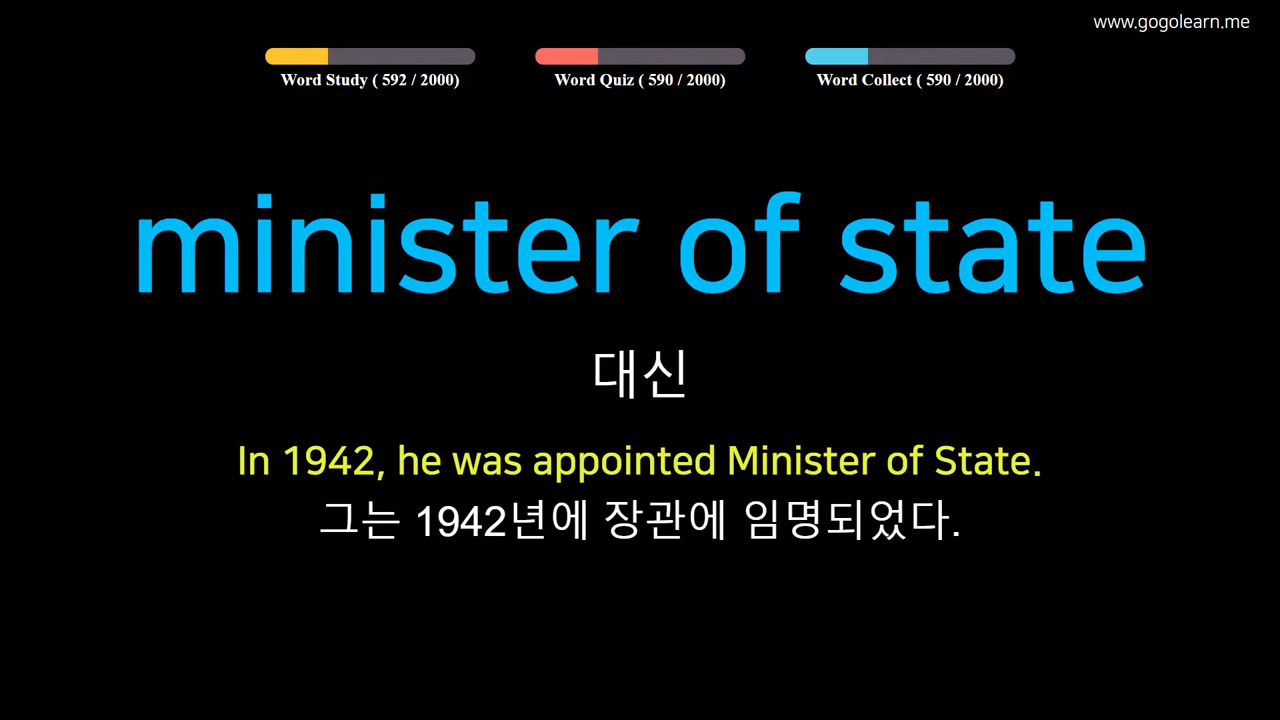 www.gogolearn.me
Word Study ( 592 / 2000)
Word Quiz ( 590 / 2000)
Word Collect ( 590 / 2000)
minister of state
대신
In 1942, he was appointed Minister of State.
그는 1942년에 장관에 임명되었다.